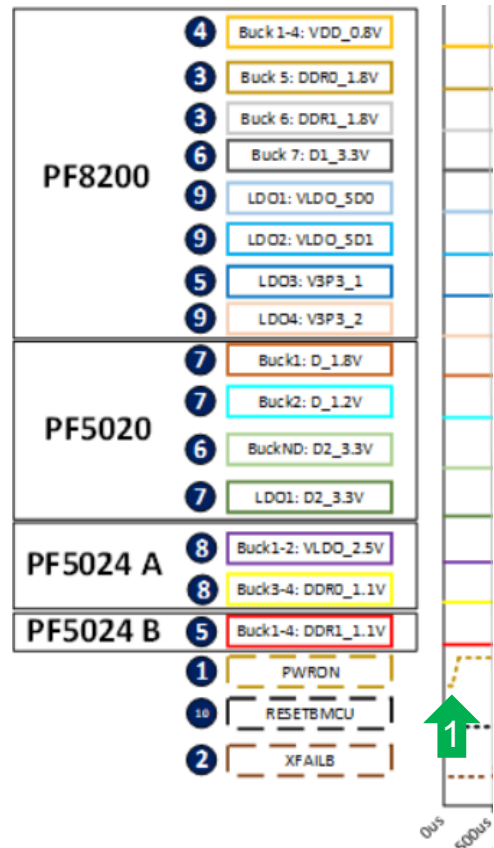 4 Buck 1-4: VDD_0.8V
3 Buck 5: DDR0_1.8V
3 Buck 6: DDR1_1.8V
PF8200
6 Buck 7: D1_3.3V
9 LDO1: VLDO_SD0
9 LDO2: VLDO_SD1
5 LDO3: V3P3_1
9 LDO4: V3P3_2
7 Buck1: D_1.8V
PF5020
7 Buck2: D_1.2V
6 BuckND: D2_3.3V
7 LDO1: D2_3.3V
PF5024 A
8 Buck1-2: VLDO_2.5V
8 Buck3-4: DDR0_1.1V
PF5024 B
5 Buck1-4: DDR1_1.1V
1 PWRON
10 RESETBMCU
1
2 XFAILB
0us
500us